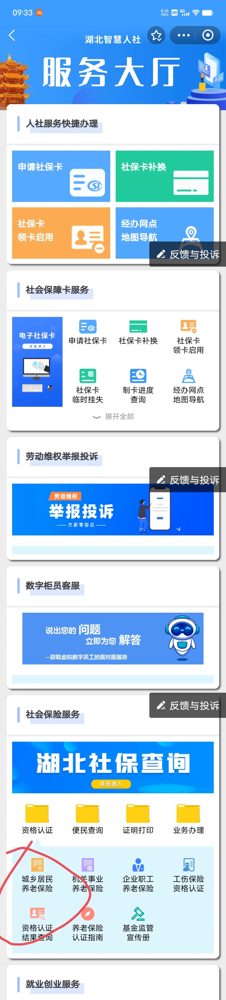 09:33 淘
0.10 KB/s HD 5G
湖北智慧人社
服务大厅
人社服务快捷办理
申请社保卡
社保卡补换
社保卡
领卡启用
经办网点
地图导航
反馈与投诉
社会保障卡服务
电子社保卡
点击进入
申请社保卡
社保卡补换
社保卡
领卡启用
临
社保卡
临时挂失
制卡进度
查询
经办网点
地图导航
展开全部
劳动维权举报投诉
反馈与投诉
劳动维权
举报投诉
欠薪零容忍
数字柜员客服
说出您的 问题
立即为您 解答
--获取虚拟数字员工的面对面服务
反馈与投诉
社会保险服务
湖北社保查询
点击进入
资格认证
便民查询
证明打印
业务办理
民
城乡居民
养老保险
保
机关事业
养老保险
企业职工
养老保险
工伤保险
资格认证
资格认证
结果查询
养老保险
认证指南
基金监管
宣传册
就业创业服务